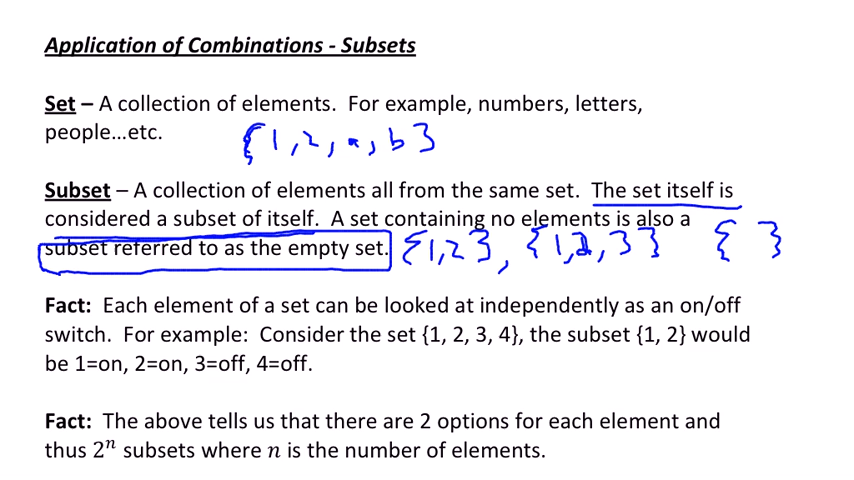 Application of Combinations - Subsets
Set – A collection of elements. For example, numbers, letters,
people...etc.
{1,2,a,b}
Subset – A collection of elements all from the same set. The set itself is
considered a subset of itself. A set containing no elements is also a
subset referred to as the empty set. {1,2}, {1,2,3} { }
Fact: Each element of a set can be looked at independently as an on/off
switch. For example: Consider the set {1, 2, 3, 4}, the subset {1, 2} would
be 1=on, 2=on, 3=off, 4=off.
Fact: The above tells us that there are 2 options for each element and
thus 2ⁿ subsets where n is the number of elements.